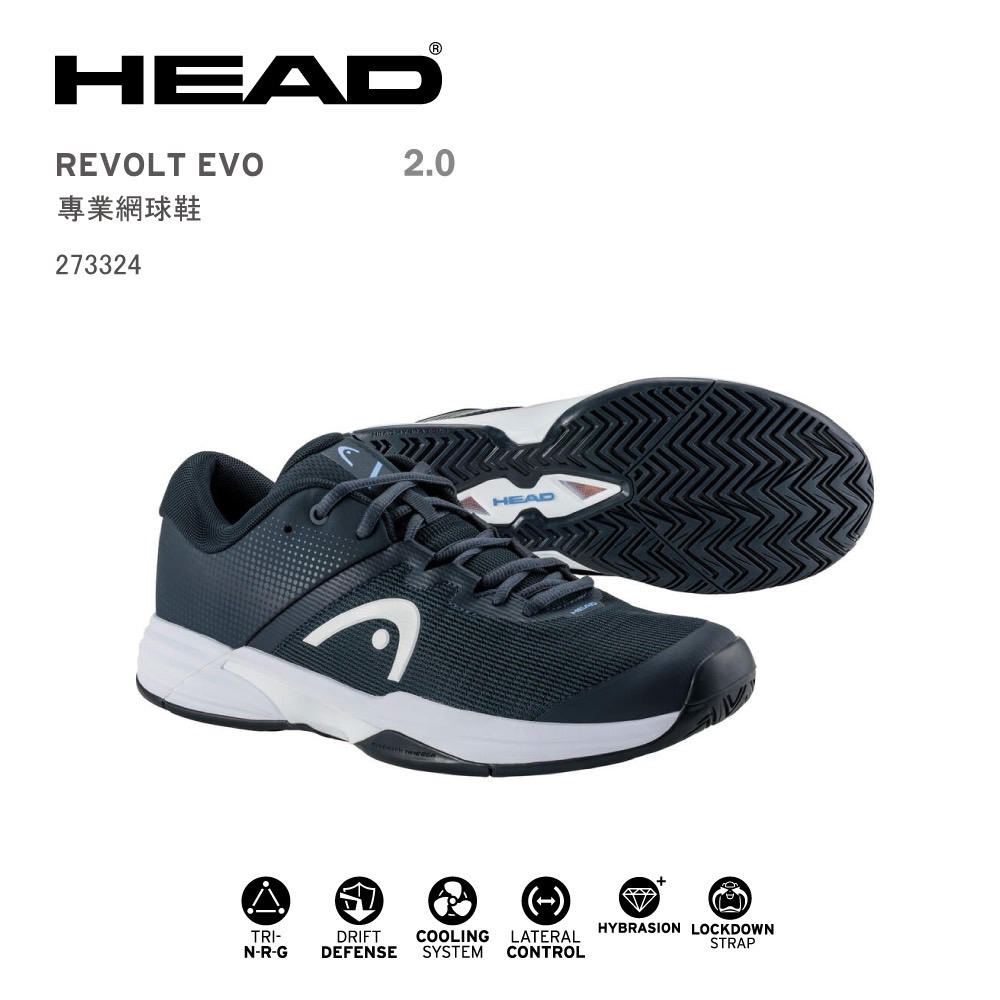 HEAD®
REVOLT EVO 2.0
專業網球鞋
273324
HEAD
HEAD
TRI-
N-R-G
DRIFT
DEFENSE
COOLING
SYSTEM
LATERAL
CONTROL
HYBRASION+
LOCKDOWN
STRAP